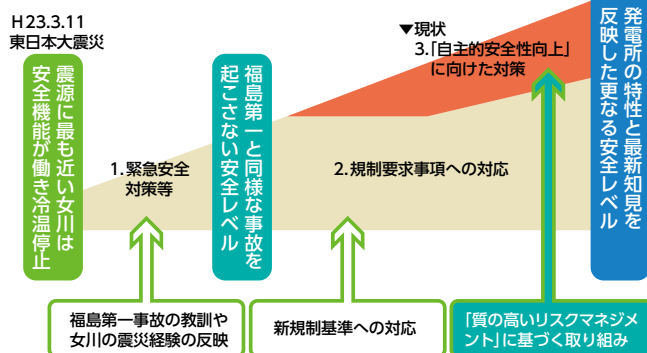 H23.3.11
東日本大震災
震源に最も近い女川は
安全機能が働き冷温停止
1.緊急安全
対策等
福島第一と同様な事故を
起こさない安全レベル
▼現状
3.「自主的安全性向上」
に向けた対策
2.規制要求事項への対応
発電所の特性と最新知見を
反映した更なる安全レベル
福島第一事故の教訓や
女川の震災経験の反映
新規制基準への対応
「質の高いリスクマネジメ
ント」に基づく取り組み